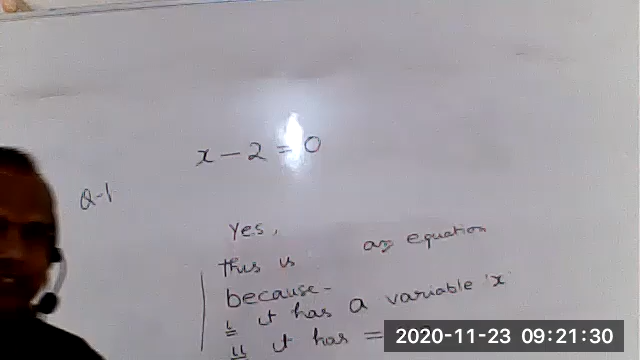 x - 2 = 0
Q-1
Yes,
this is an equation
because-
i it has a variable 'x'
ii it has =
2020-11-23 09:21:30